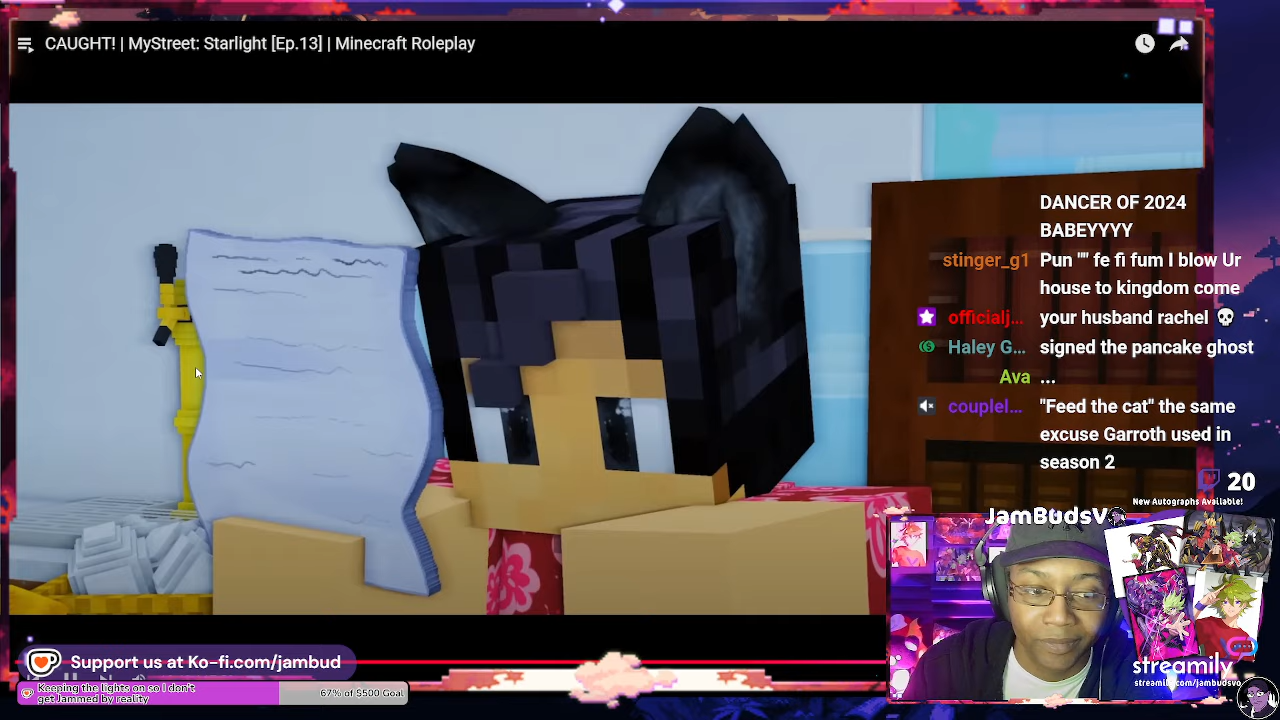 CAUGHT! | MyStreet: Starlight [Ep.13] | Minecraft Roleplay
DANCER OF 2024
BABEYYYY
stinger_g1 Pun "" fe fi fum I blow Ur
house to kingdom come
officialj... your husband rachel 💀
Haley G... signed the pancake ghost
Ava ...
couplel... "Feed the cat" the same
excuse Garroth used in
season 2
20
New Autographs Available!
JamBudsV
streamily
streamily.com/jambudsvo
Support us at Ko-fi.com/jambud
Keeping the lights on so I don't
get Jammed by reality
67% of $500 Goal